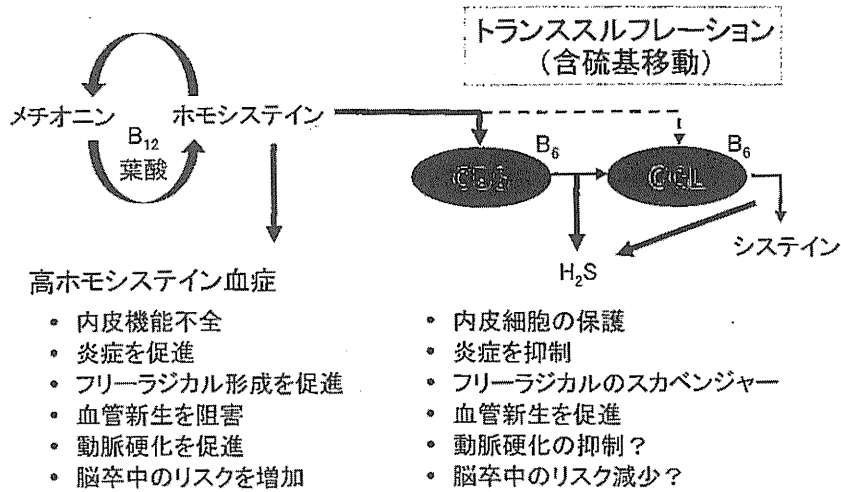 トランススルフレーション
(含硫基移動)
メチオニン
ホモシステイン
B12
葉酸
B6
B6
CBS
システイン
H2S
高ホモシステイン血症
• 内皮機能不全
• 炎症を促進
• フリーラジカル形成を促進
• 血管新生を阻害
• 動脈硬化を促進
• 脳卒中のリスクを増加
• 内皮細胞の保護
• 炎症を抑制
• フリーラジカルのスカベンジャー
• 血管新生を促進
• 動脈硬化の抑制？
• 脳卒中のリスク減少？